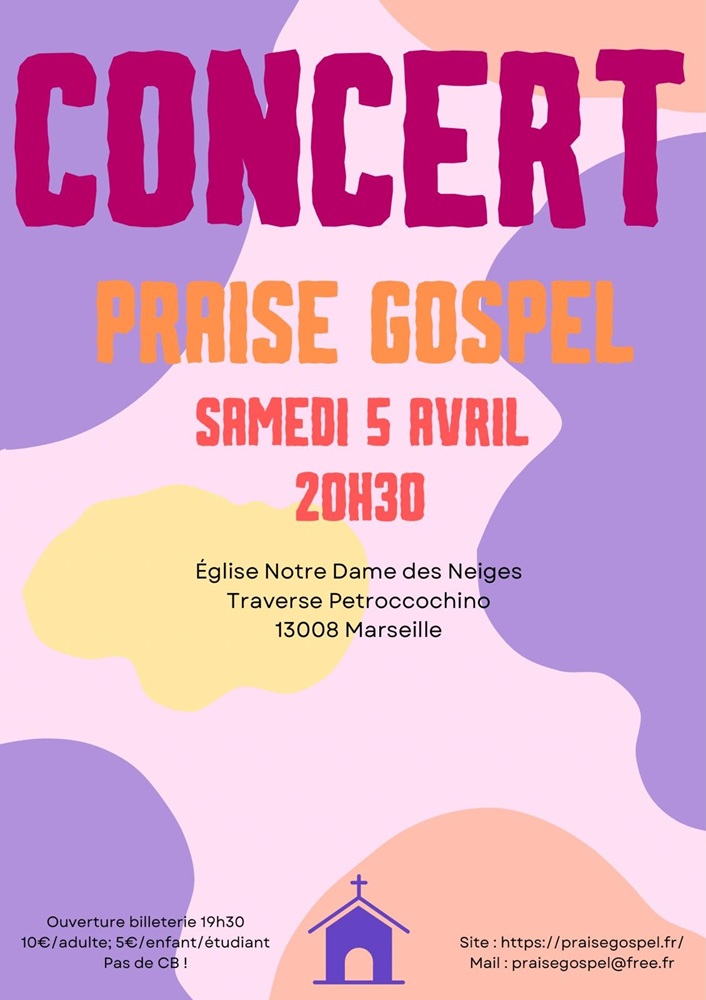 CONCERT
PRAISE GOSPEL
SAMEDI 5 AVRIL
20H30
Église Notre Dame des Neiges
Traverse Petroccochino
13008 Marseille
Ouverture billeterie 19h30
10€/adulte; 5€/enfant/étudiant
Pas de CB !
Site : https://praisegospel.fr/
Mail : praisegospel@free.fr